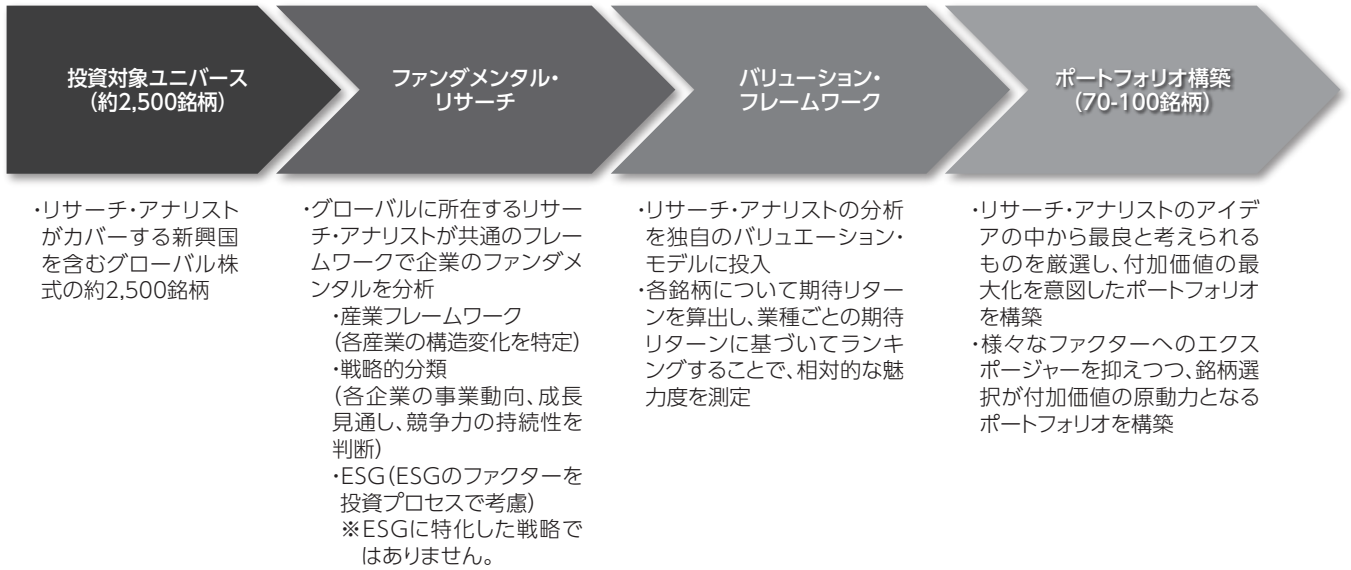 投資対象ユニバース
(約2,500銘柄)
ファンダメンタル・
リサーチ
バリューション・
フレームワーク
ポートフォリオ構築
(70-100銘柄)
・リサーチ・アナリスト
がカバーする新興国
を含むグローバル株
式の約2,500銘柄
・グローバルに所在するリサー
チ・アナリストが共通のフレー
ムワークで企業のファンダメ
ンタルを分析
・産業フレームワーク
(各産業の構造変化を特定)
・戦略的分類
(各企業の事業動向、成長
見通し、競争力の持続性を
判断)
・ESG(ESGのファクターを
投資プロセスで考慮)
※ESGに特化した戦略で
はありません。
・リサーチ・アナリストの分析
を独自のバリュエーション・
モデルに投入
・各銘柄について期待リター
ンを算出し、業種ごとの期待
リターンに基づいてランキ
ングすることで、相対的な魅
力度を測定
・リサーチ・アナリストのアイデ
アの中から最良と考えられる
ものを厳選し、付加価値の最
大化を意図したポートフォリオ
を構築
・様々なファクターへのエクス
ポージャーを抑えつつ、銘柄選
択が付加価値の原動力となる
ポートフォリオを構築